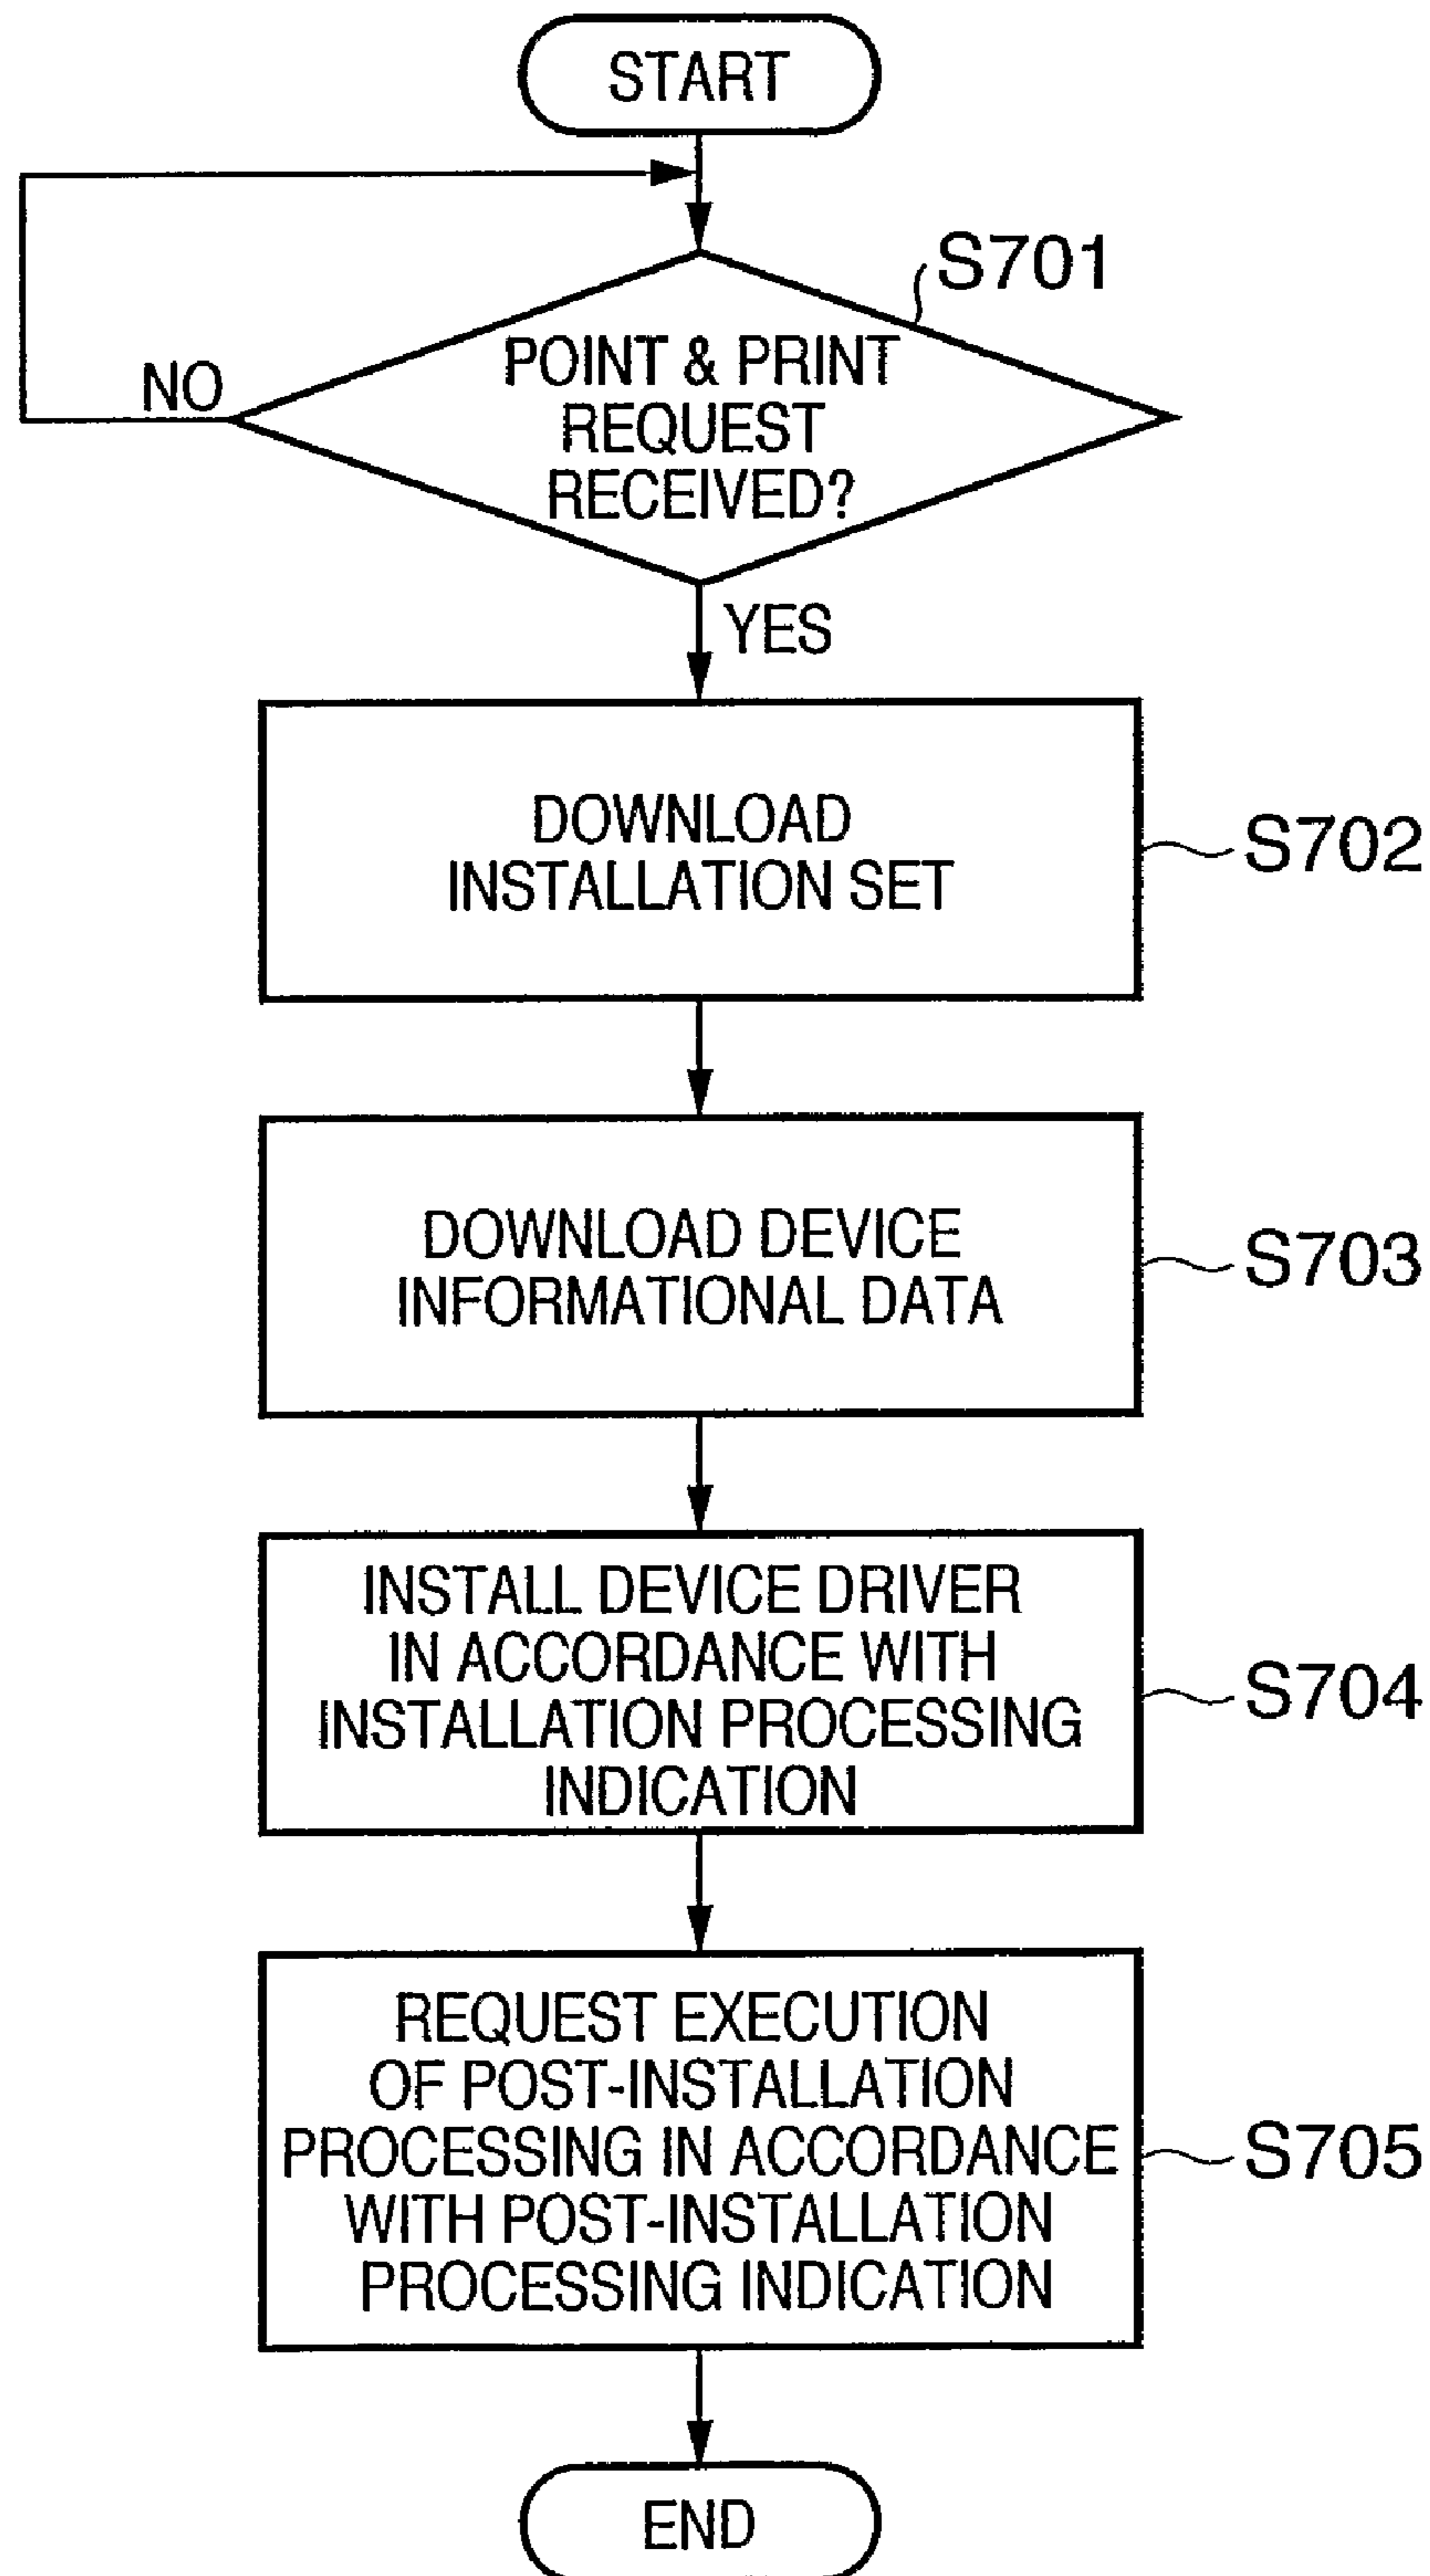 START
S701
POINT & PRINT
REQUEST
RECEIVED?
NO
YES
DOWNLOAD
INSTALLATION SET
S702
DOWNLOAD DEVICE
INFORMATIONAL DATA
S703
INSTALL DEVICE DRIVER
IN ACCORDANCE WITH
INSTALLATION PROCESSING
INDICATION
S704
REQUEST EXECUTION
OF POST-INSTALLATION
PROCESSING IN ACCORDANCE
WITH POST-INSTALLATION
PROCESSING INDICATION
S705
END